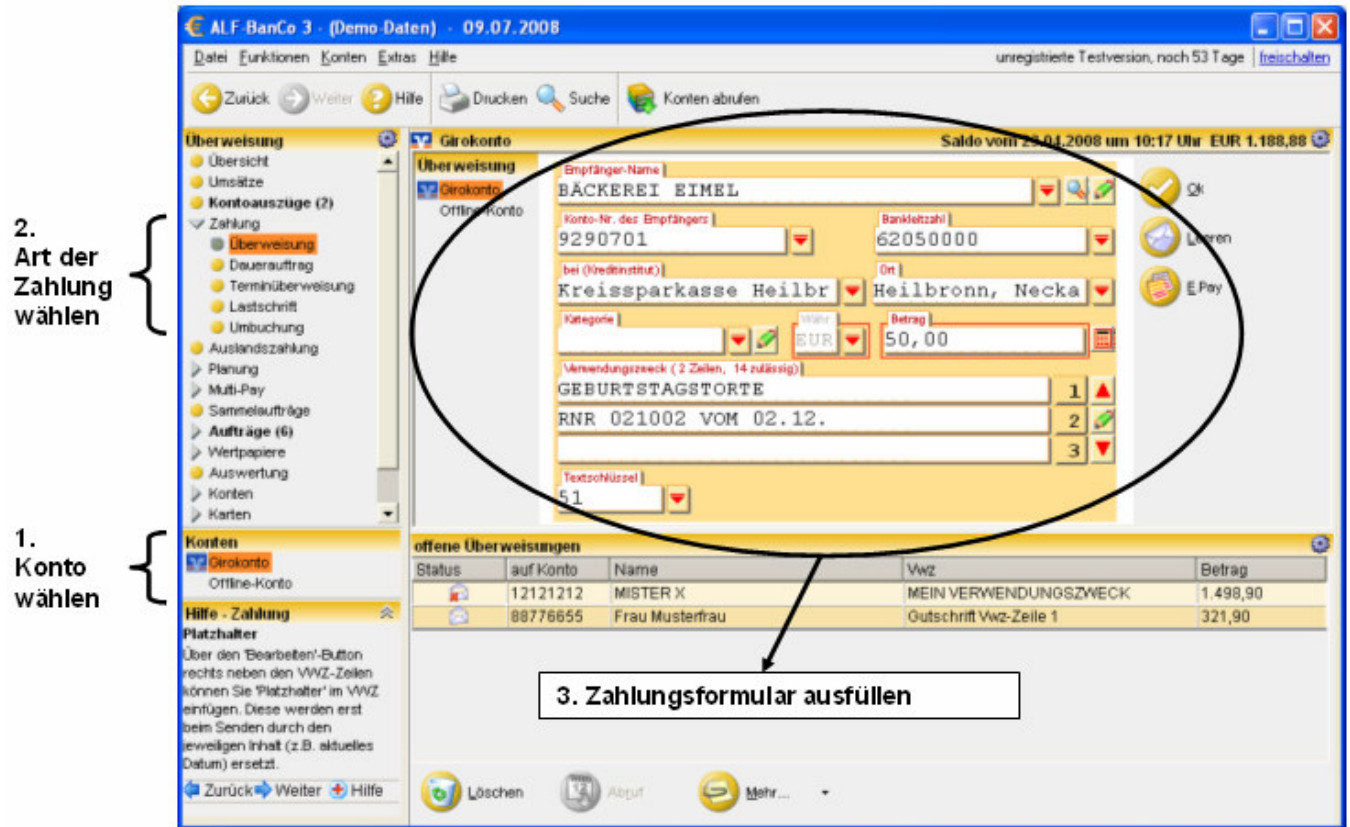 ALF-BanCo 3 - (Demo-Daten) - 09.07.2008
Datei Funktionen Konten Extras Hilfe
unregistrierte Testversion, noch 53 Tage freischalten
Zurück Weiter Hilfe Drucken Suche Konten abrufen
Überweisung
Übersicht
Umsätze
Kontoauszüge (2)
Zahlung
Überweisung
Dauerauftrag
Terminüberweisung
Lastschrift
Umbuchung
Auslandszahlung
Planung
Multi-Pay
Sammelaufträge
Aufträge (6)
Wertpapiere
Auswertung
Konten
Karten
2.
Art der
Zahlung
wählen
1.
Konto
wählen
Konten
Girokonto
Offline-Konto
Hilfe - Zahlung
Platzhalter
Über den 'Bearbeiten'-Button
rechts neben den VWZ-Zeilen
können Sie 'Platzhalter' im VWZ
einfügen. Diese werden erst
beim Senden durch den
jeweiligen Inhalt (z.B. aktuelles
Datum) ersetzt.
Zurück Weiter Hilfe
Girokonto
Saldo vom 29.04.2008 um 10:17 Uhr EUR 1.188,88
Überweisung
Girokonto
Offline-Konto
Empfänger-Name
BÄCKEREI EIMEL
Konto-Nr. des Empfängers
Bankleitzahl
9290701
62050000
bei (Kreditinstitut)
Ort
Kreissparkasse Heilbr
Heilbronn, Necka
Kategorie
Währ.
Betrag
EUR
50,00
Verwendungszweck ( 2 Zeilen, 14 zulässig)
GEBURTSTAGSTORTE
1
RNR 021002 VOM 02.12.
2
3
Textschlüssel
51
Ok
Leeren
E.Pay
offene Überweisungen
Status auf Konto Name Vwz Betrag
12121212 MISTER X MEIN VERWENDUNGSZWECK 1.498,90
88776655 Frau Musterfrau Gutschrift Vwz-Zeile 1 321,90
3. Zahlungsformular ausfüllen
Löschen Abruf Mehr...